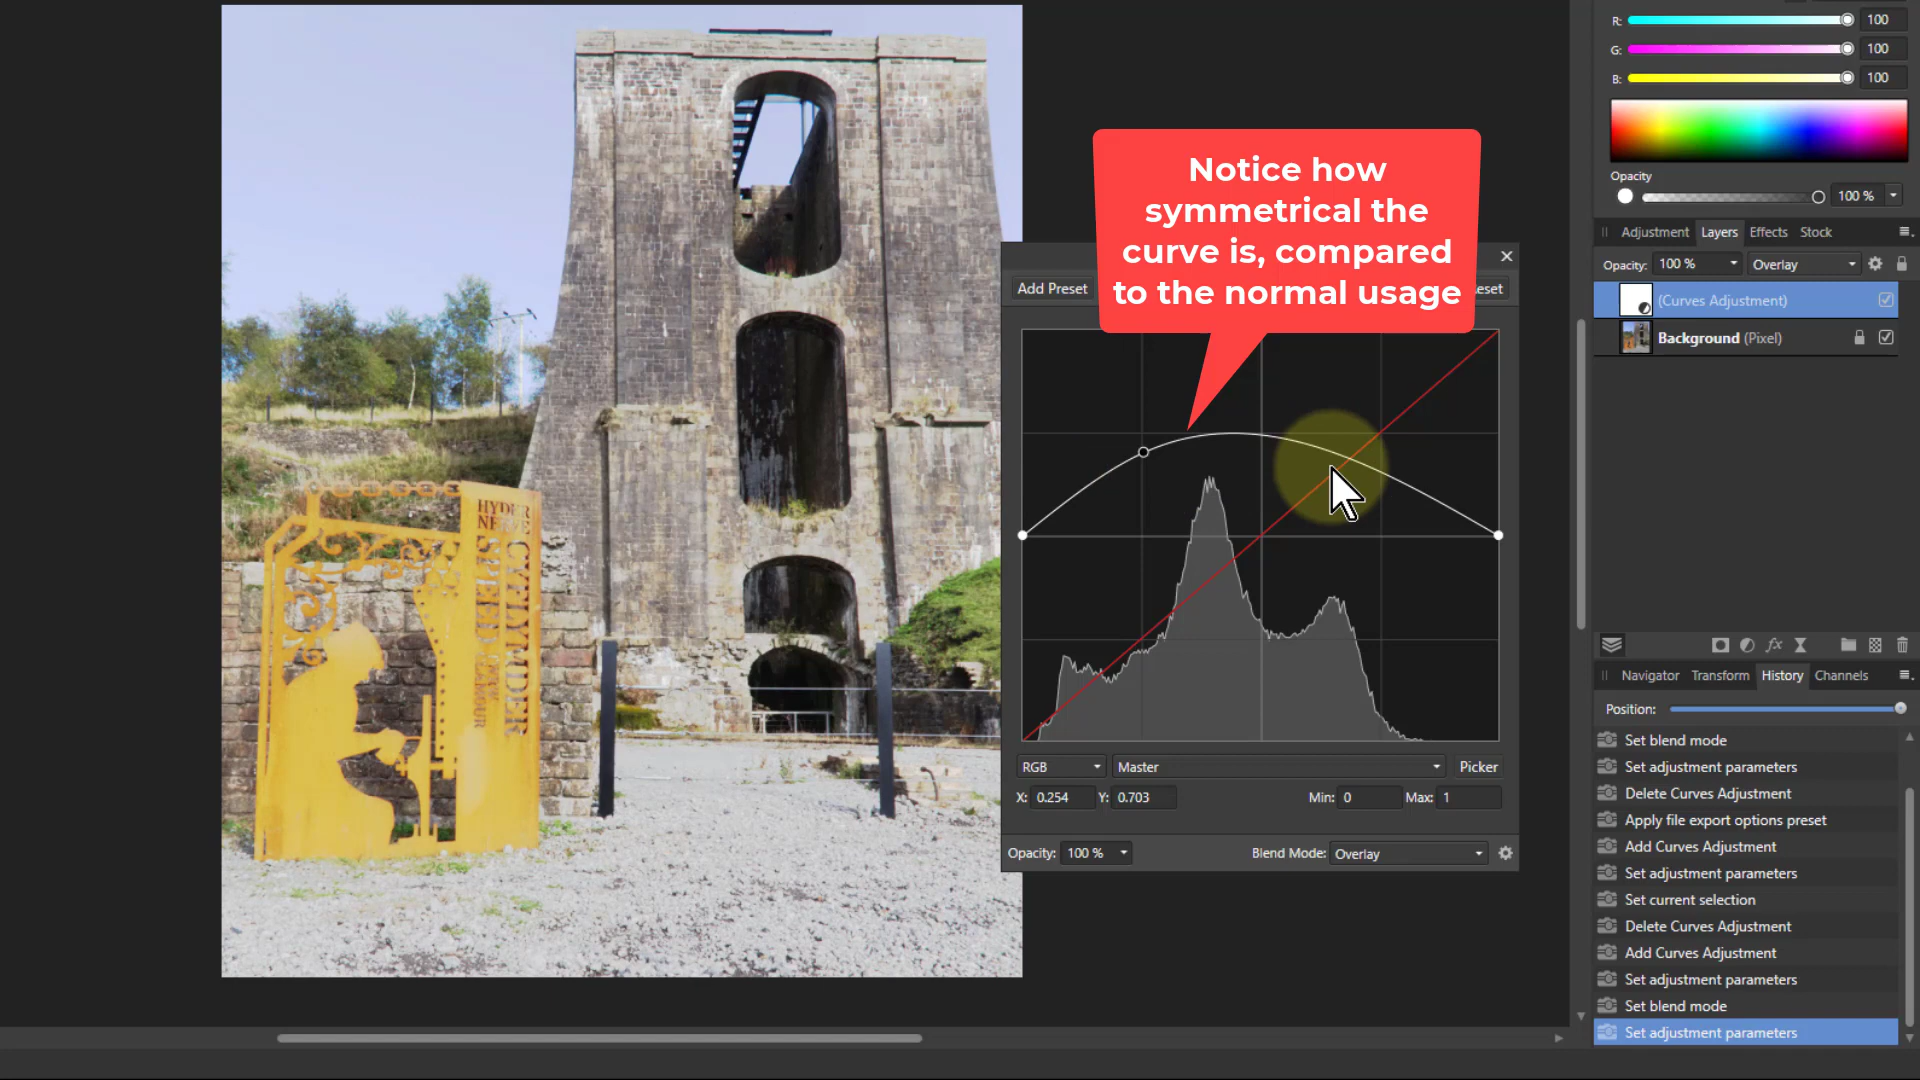 R: 100
G: 100
B: 100
Opacity
100 %
Adjustment Layers Effects Stock
Opacity: 100 % Overlay
(Curves Adjustment)
Background (Pixel)
Notice how
symmetrical the
curve is, compared
to the normal usage
Add Preset
eset
RGB Master Picker
X: 0.254 Y: 0.703 Min: 0 Max: 1
Opacity: 100 % Blend Mode: Overlay
Navigator Transform History Channels
Position:
Set blend mode
Set adjustment parameters
Delete Curves Adjustment
Apply file export options preset
Add Curves Adjustment
Set adjustment parameters
Set current selection
Delete Curves Adjustment
Add Curves Adjustment
Set adjustment parameters
Set blend mode
Set adjustment parameters